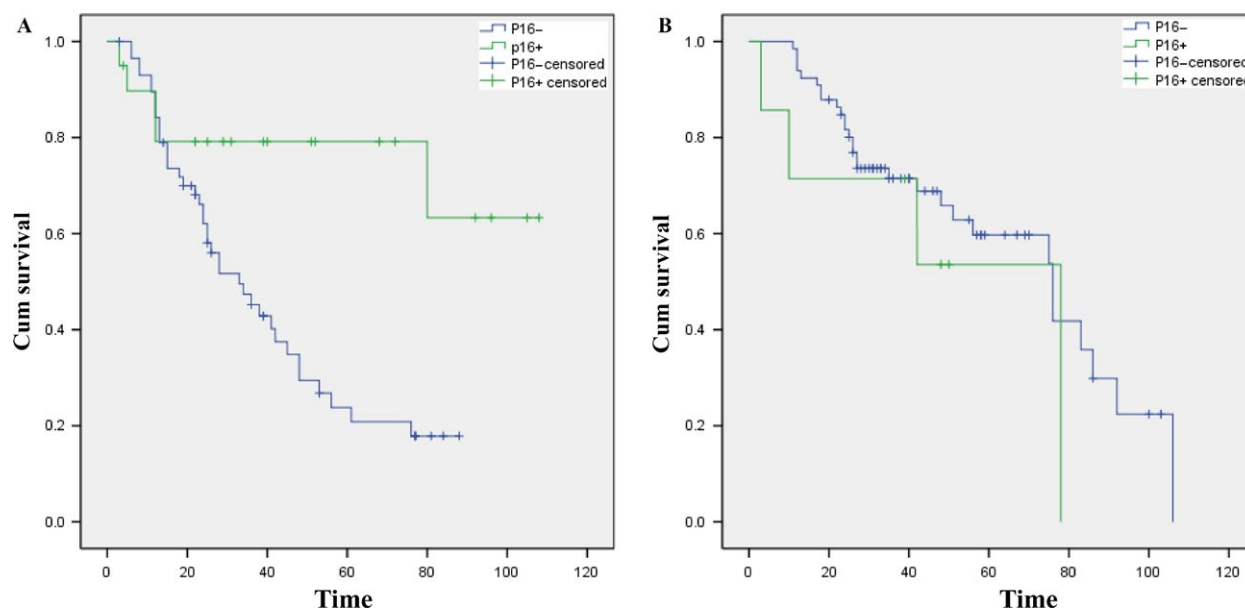 A
P16-
p16+
P16-censored
P16+ censored
1.0
0.8
0.6
0.4
0.2
0.0
Cum survival
0 20 40 60 80 100 120
Time
B
P16-
P16+
P16-censored
P16+ censored
1.0
0.8
0.6
0.4
0.2
0.0
Cum survival
0 20 40 60 80 100 120
Time